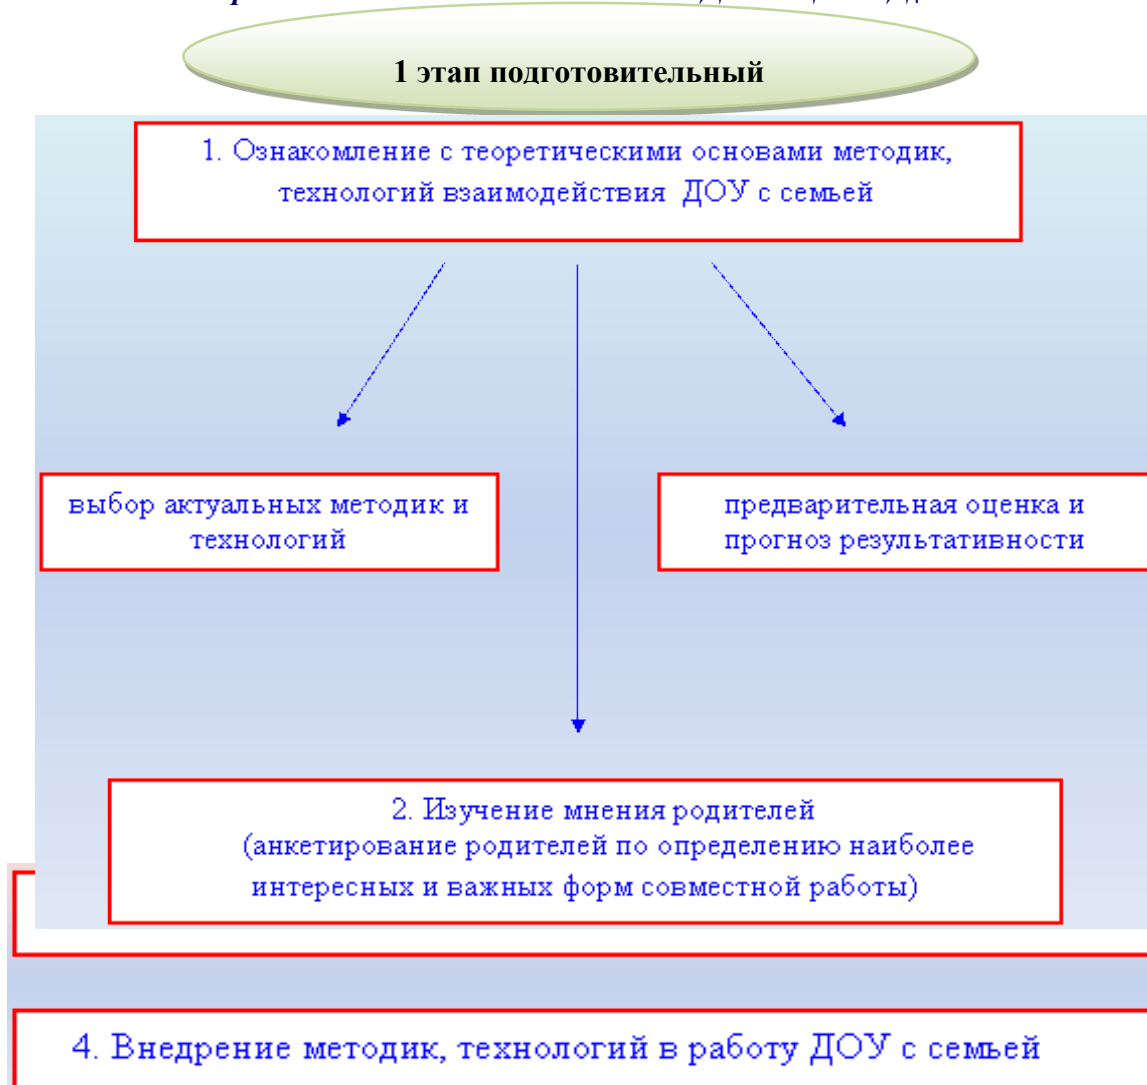 1 этап подготовительный
1. Ознакомление с теоретическими основами методик,
технологий взаимодействия ДОУ с семьей
выбор актуальных методик и
технологий
предварительная оценка и
прогноз результативности
2. Изучение мнения родителей
(анкетирование родителей по определению наиболее
интересных и важных форм совместной работы)
4. Внедрение методик, технологий в работу ДОУ с семьей